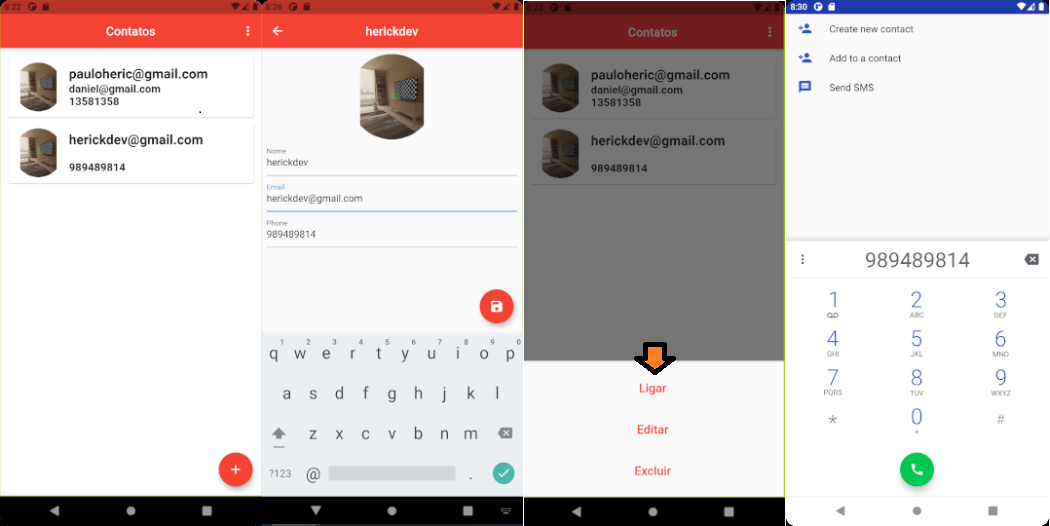 8:22
Contatos
pauloheric@gmail.com
daniel@gmail.com
13581358
herickdev@gmail.com
989489814
+
8:26
herickdev
Nome
herickdev
Email
herickdev@gmail.com
Phone
989489814
1 2 3 4 5 6 7 8 9 0
q w e r t y u i o p
a s d f g h j k l
z x c v b n m
?123 @ .
8:28
Contatos
pauloheric@gmail.com
daniel@gmail.com
13581358
herickdev@gmail.com
989489814
Ligar
Editar
Excluir
8:30
Create new contact
Add to a contact
Send SMS
989489814
1 2 3
ABC DEF
4 5 6
GHI JKL MNO
7 8 9
PQRS TUV WXYZ
* 0 #
+